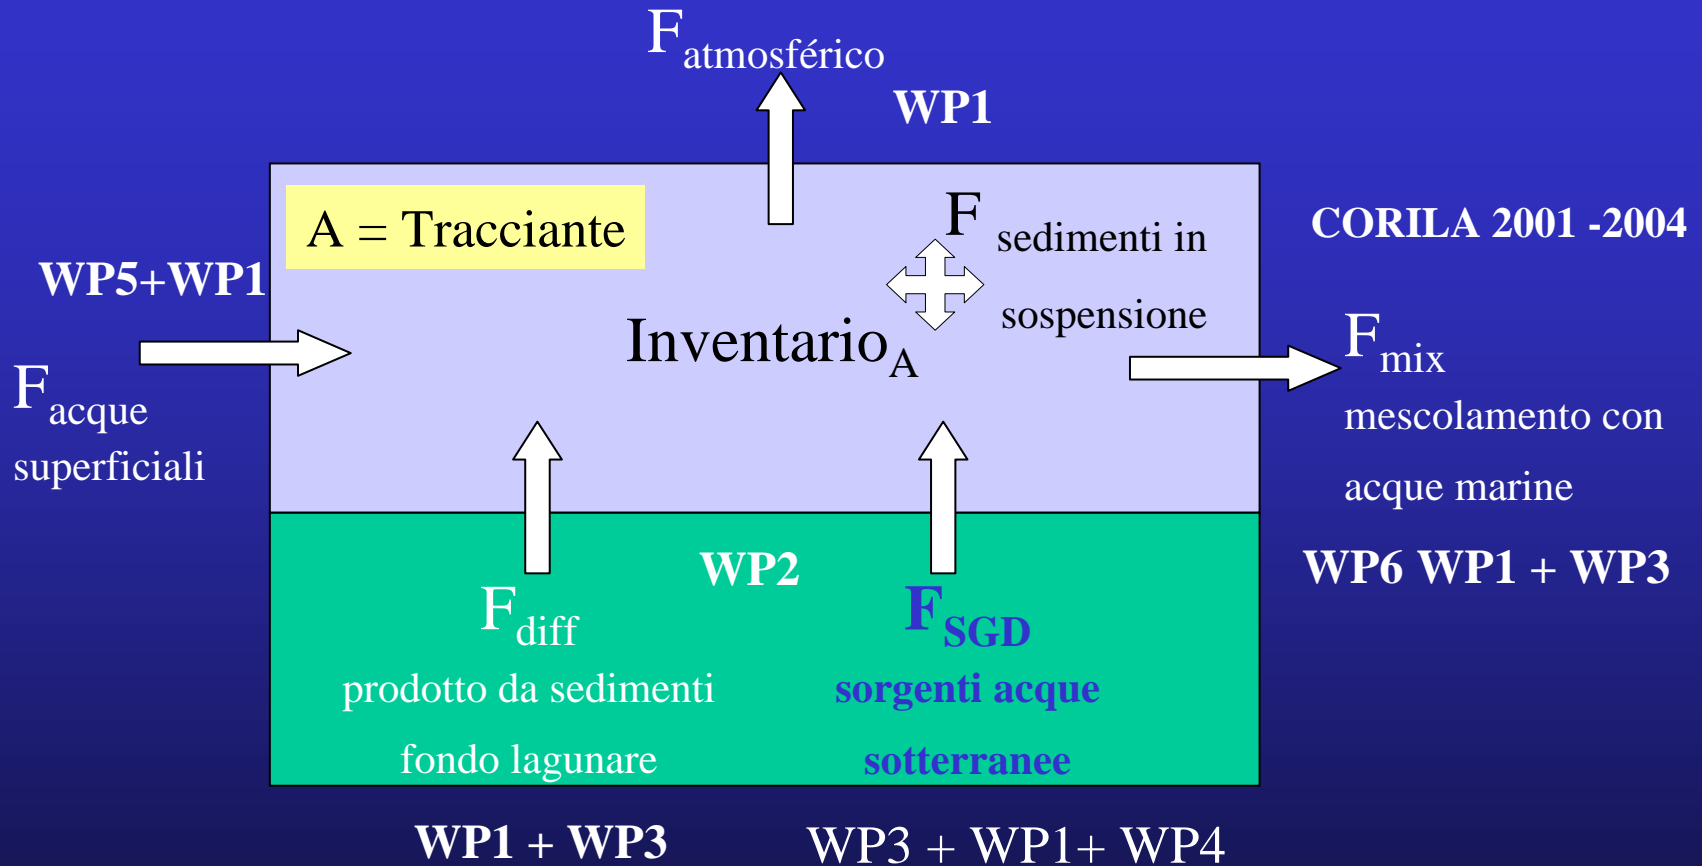 F atmosférico
WP1
A = Tracciante
F sedimenti in
sospensione
CORILA 2001 -2004
WP5+WP1
Inventario A
F acque
superficiali
F mix
mescolamento con
acque marine
WP6 WP1 + WP3
WP2
F diff
prodotto da sedimenti
fondo lagunare
F SGD
sorgenti acque
sotterranee
WP1 + WP3
WP3 + WP1+ WP4